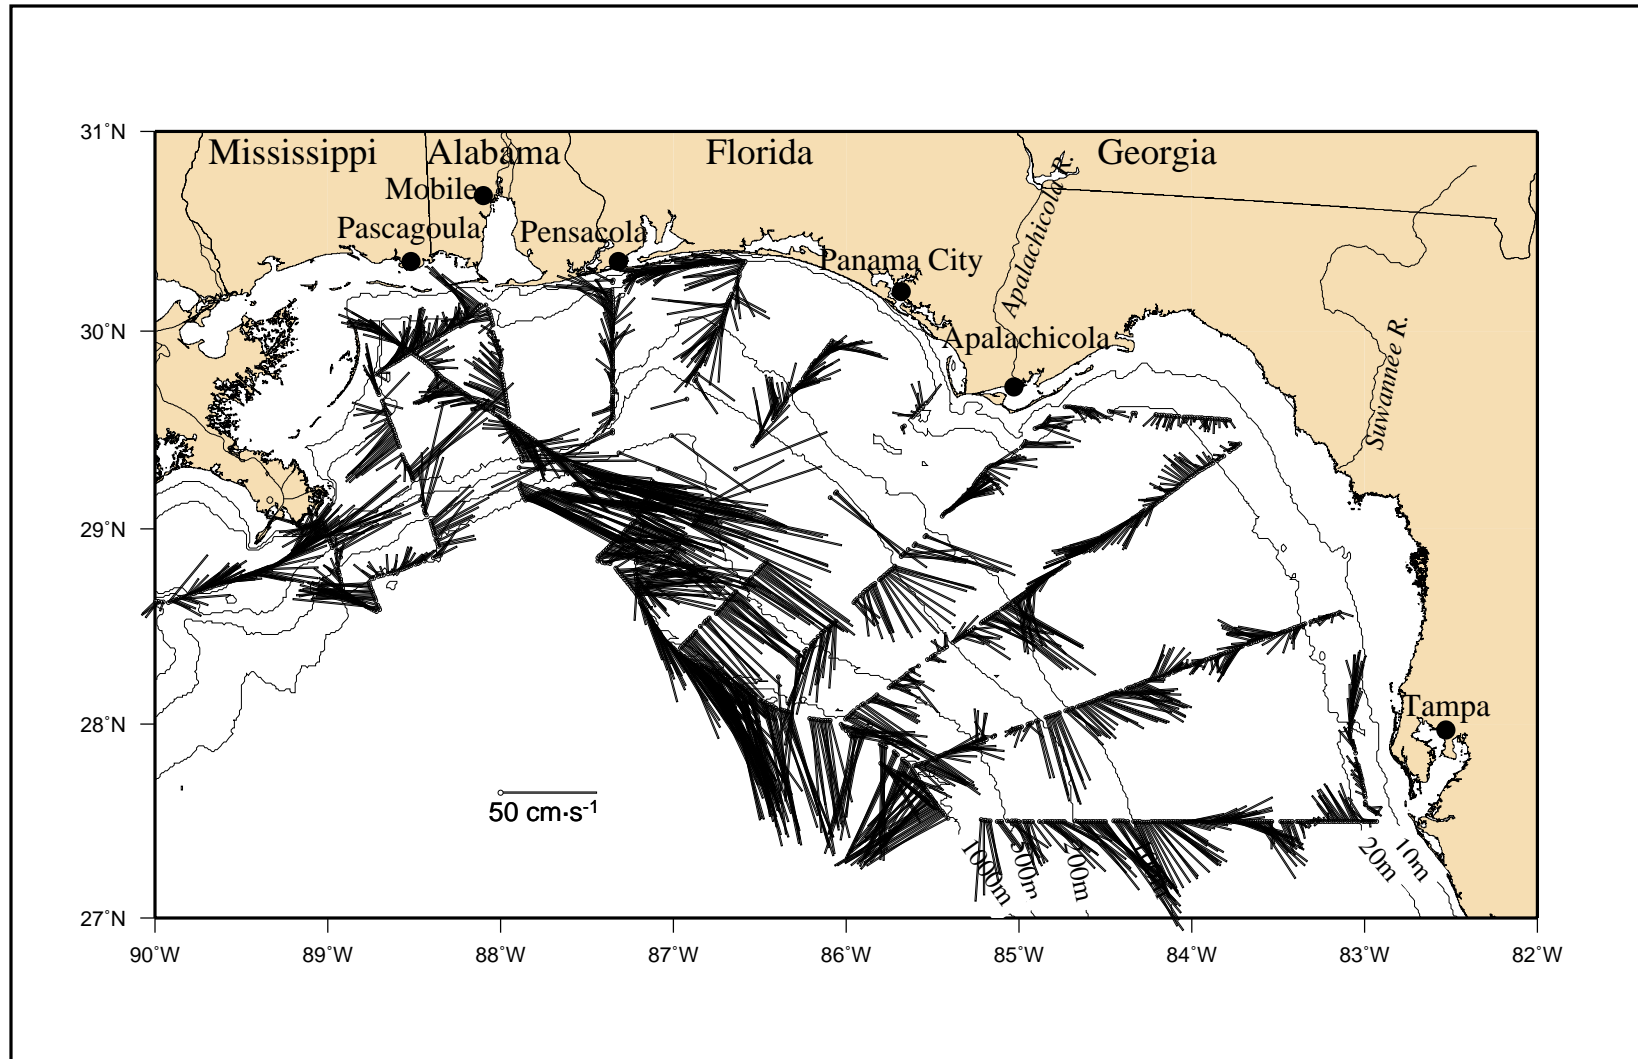 31°N
Mississippi Alabama Florida Georgia
Mobile
Pascagoula Pensacola
Panama City
Apalachicola R.
30°N
Apalachicola
Suwannee R.
29°N
28°N
Tampa
50 cm·s-1
1000m 500m 200m 20m 10m
27°N
90°W 89°W 88°W 87°W 86°W 85°W 84°W 83°W 82°W